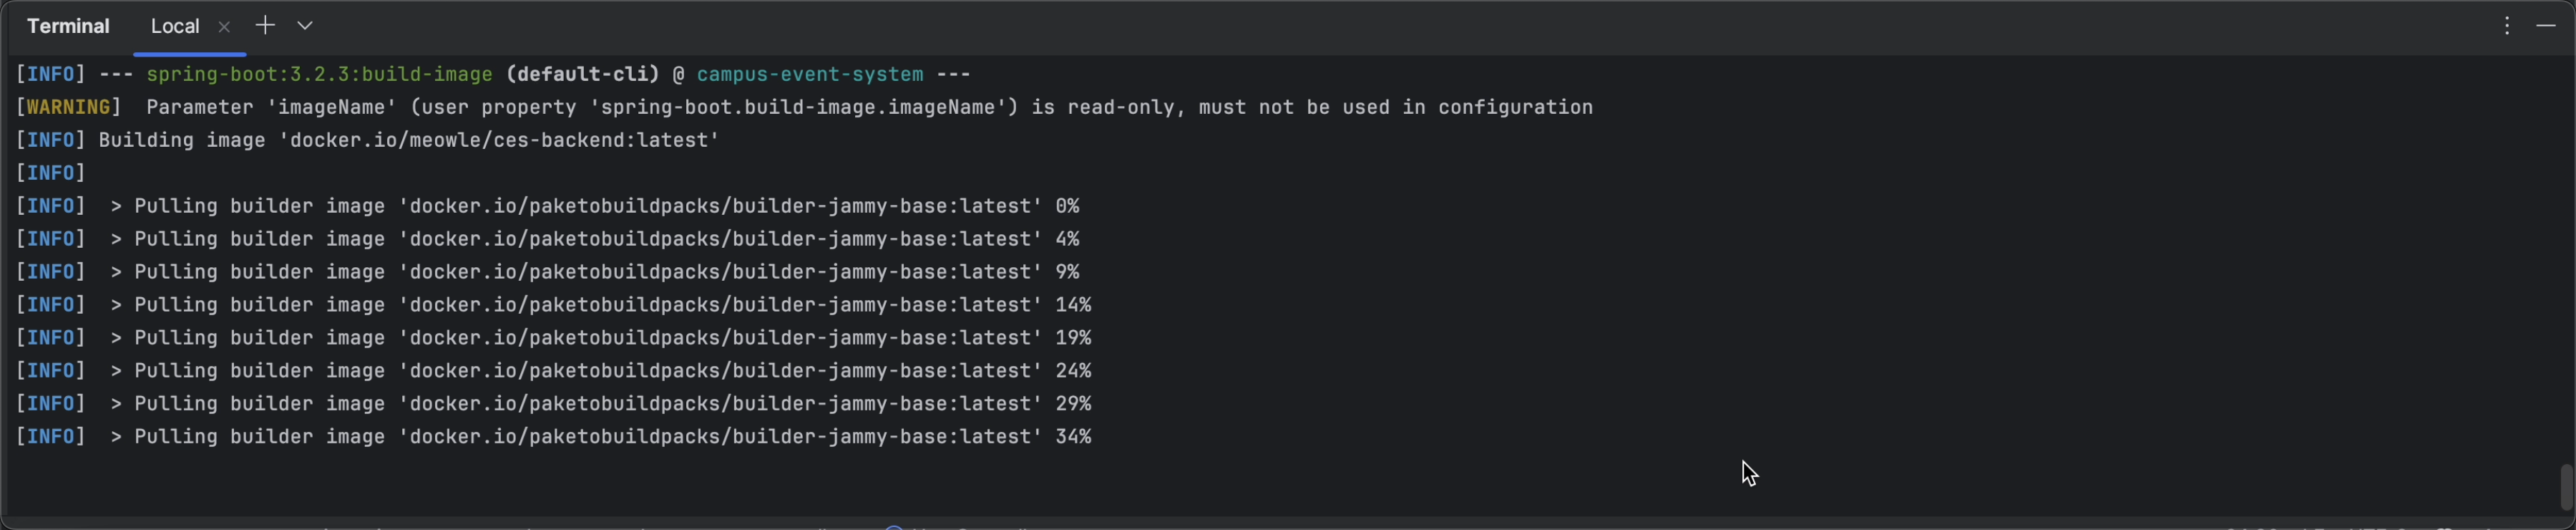 Terminal Local
[INFO] --- spring-boot:3.2.3:build-image (default-cli) @ campus-event-system ---
[WARNING]  Parameter 'imageName' (user property 'spring-boot.build-image.imageName') is read-only, must not be used in configuration
[INFO] Building image 'docker.io/meowle/ces-backend:latest'
[INFO]
[INFO]  > Pulling builder image 'docker.io/paketobuildpacks/builder-jammy-base:latest' 0%
[INFO]  > Pulling builder image 'docker.io/paketobuildpacks/builder-jammy-base:latest' 4%
[INFO]  > Pulling builder image 'docker.io/paketobuildpacks/builder-jammy-base:latest' 9%
[INFO]  > Pulling builder image 'docker.io/paketobuildpacks/builder-jammy-base:latest' 14%
[INFO]  > Pulling builder image 'docker.io/paketobuildpacks/builder-jammy-base:latest' 19%
[INFO]  > Pulling builder image 'docker.io/paketobuildpacks/builder-jammy-base:latest' 24%
[INFO]  > Pulling builder image 'docker.io/paketobuildpacks/builder-jammy-base:latest' 29%
[INFO]  > Pulling builder image 'docker.io/paketobuildpacks/builder-jammy-base:latest' 34%